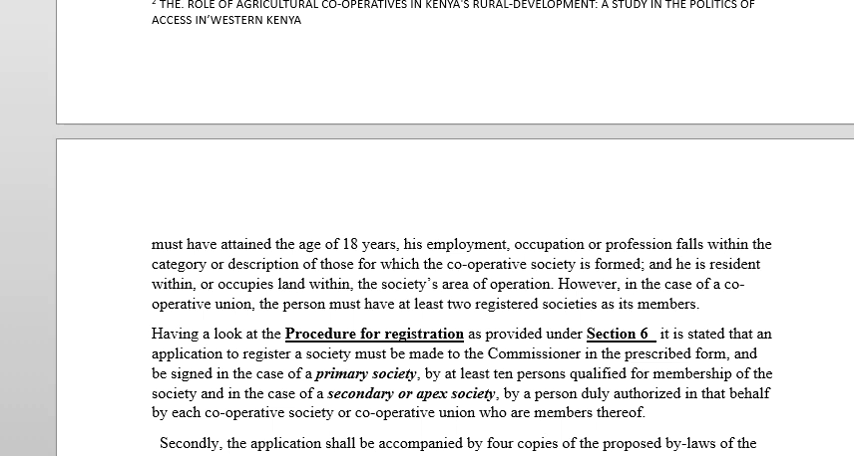 ² THE. ROLE OF AGRICULTURAL CO-OPERATIVES IN KENYA'S RURAL-DEVELOPMENT: A STUDY IN THE POLITICS OF
ACCESS IN'WESTERN KENYA
must have attained the age of 18 years, his employment, occupation or profession falls within the
category or description of those for which the co-operative society is formed; and he is resident
within, or occupies land within, the society's area of operation. However, in the case of a co-
operative union, the person must have at least two registered societies as its members.
Having a look at the Procedure for registration as provided under Section 6 it is stated that an
application to register a society must be made to the Commissioner in the prescribed form, and
be signed in the case of a primary society, by at least ten persons qualified for membership of the
society and in the case of a secondary or apex society, by a person duly authorized in that behalf
by each co-operative society or co-operative union who are members thereof.
Secondly, the application shall be accompanied by four copies of the proposed by-laws of the